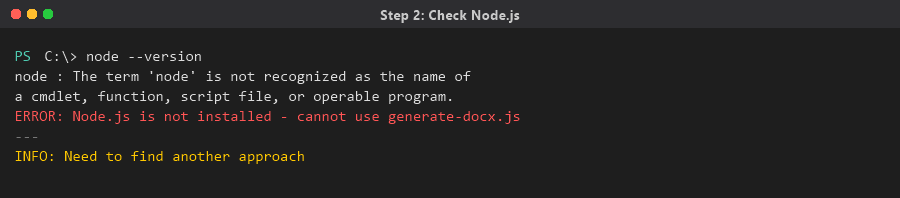 Step 2: Check Node.js
PS C:\> node --version
node : The term 'node' is not recognized as the name of
a cmdlet, function, script file, or operable program.
ERROR: Node.js is not installed - cannot use generate-docx.js
---
INFO: Need to find another approach